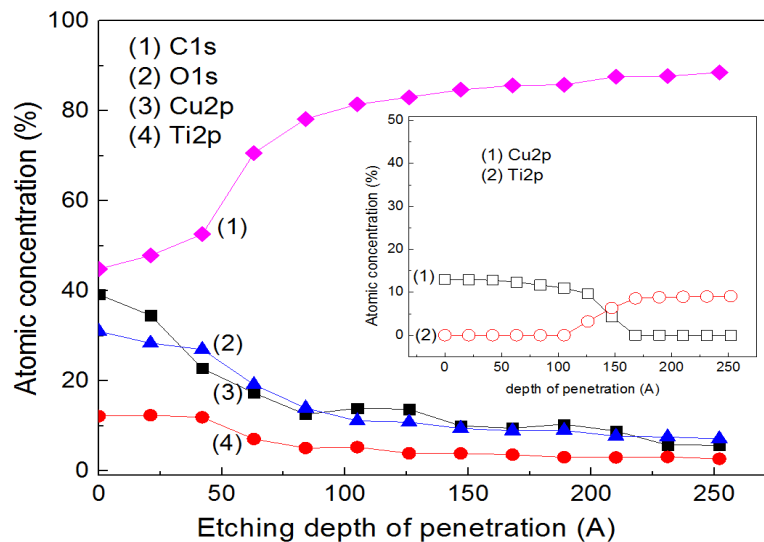 100
80
60
40
20
0
Atomic concentration (%)
(1) C1s
(2) O1s
(3) Cu2p
(4) Ti2p
(1)
(2)
(3)
(4)
0 50 100 150 200 250
Etching depth of penetration (A)
50
40
30
20
10
0
Atomic concentration (%)
(1) Cu2p
(2) Ti2p
(1)
(2)
0 50 100 150 200 250
depth of penetration (A)